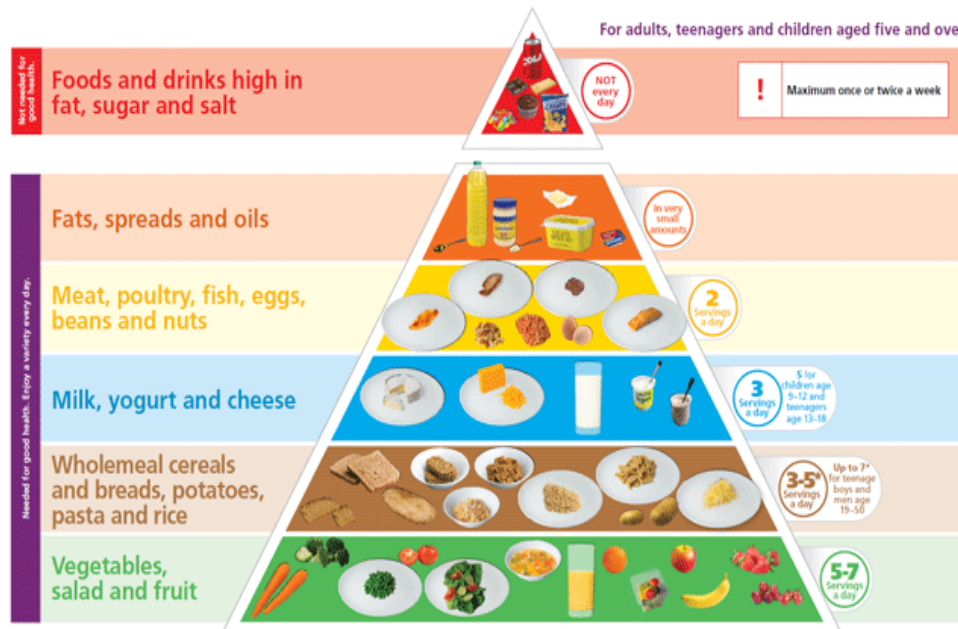 For adults, teenagers and children aged five and ove
Not needed for
good health.
Foods and drinks high in
fat, sugar and salt
NOT
every
day
!
Maximum once or twice a week
Needed for good health. Enjoy a variety every day.
Fats, spreads and oils
In very
small
amounts
Meat, poultry, fish, eggs,
beans and nuts
2
Servings
a day
Milk, yogurt and cheese
3
Servings
a day
5 for
children age
9–12 and
teenagers
age 13–18
Wholemeal cereals
and breads, potatoes,
pasta and rice
3-5*
Servings
a day
Up to 7*
for teenage
boys and
men age
19–50
Vegetables,
salad and fruit
5-7
Servings
a day